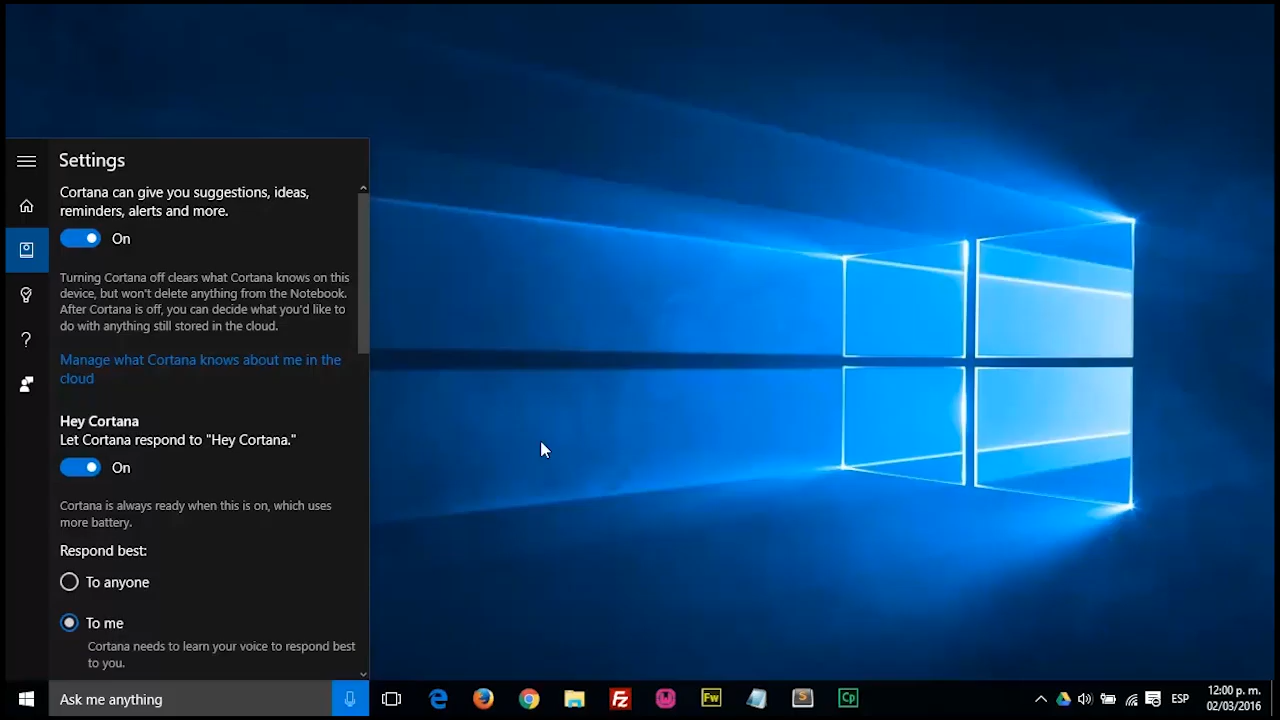 Settings
Cortana can give you suggestions, ideas,
reminders, alerts and more.
On
Turning Cortana off clears what Cortana knows on this
device, but won't delete anything from the Notebook.
After Cortana is off, you can decide what you'd like to
do with anything still stored in the cloud.
Manage what Cortana knows about me in the
cloud
Hey Cortana
Let Cortana respond to "Hey Cortana."
On
Cortana is always ready when this is on, which uses
more battery.
Respond best:
To anyone
To me
Cortana needs to learn your voice to respond best
to you.
Ask me anything
Fz
Fw
S
Cp
ESP
12:00 p. m.
02/03/2016